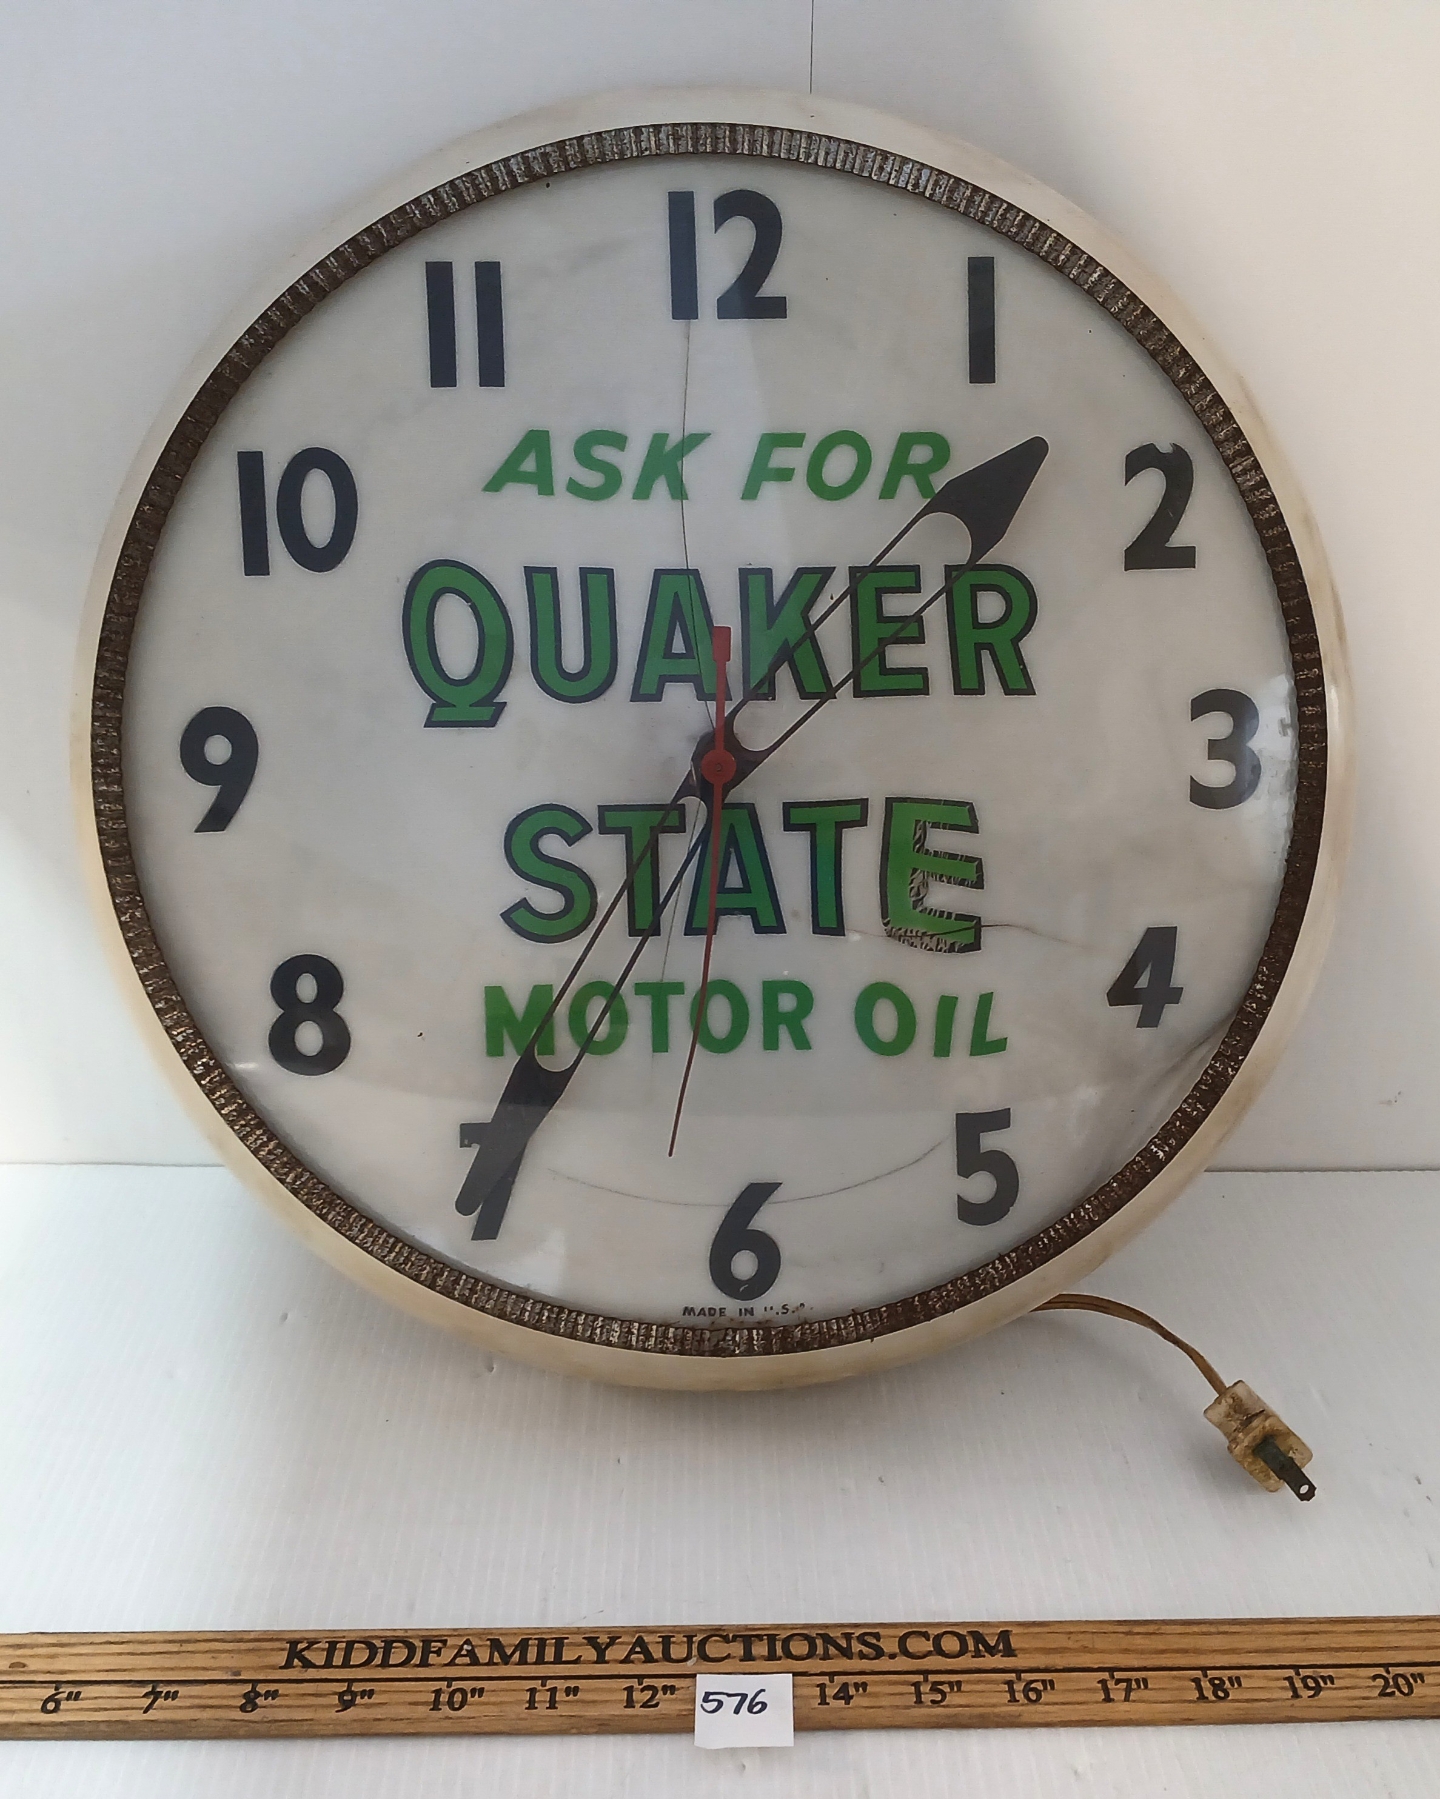 12
11 1
10 2
9 3
8 4
7 5
6
ASK FOR
QUAKER
STATE
MOTOR OIL
MADE IN U.S.A.
KIDDFAMILYAUCTIONS.COM
6" 7" 8" 9" 10" 11" 12" 576 14" 15" 16" 17" 18" 19" 20"